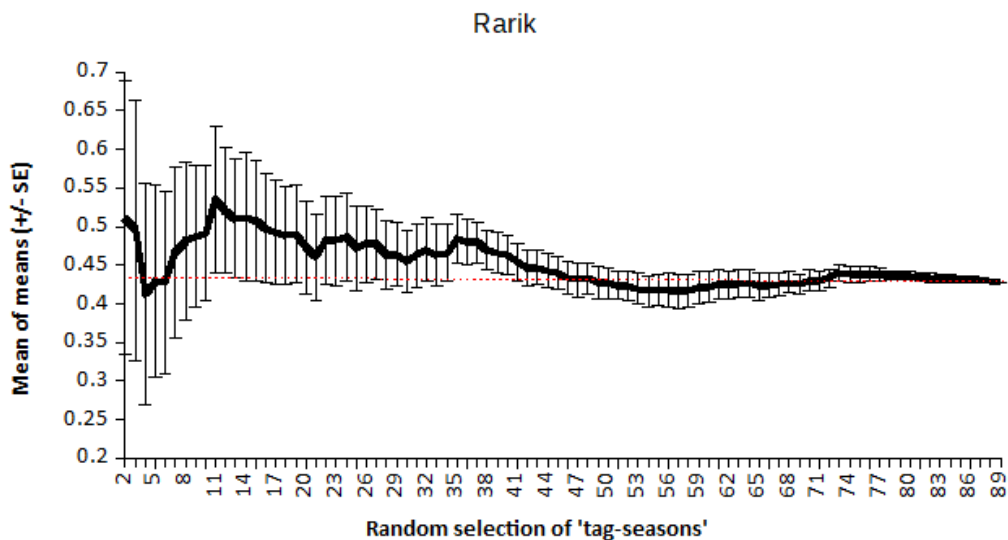 Rarik
Mean of means (+/- SE)
0.7
0.65
0.6
0.55
0.5
0.45
0.4
0.35
0.3
0.25
0.2
2 5 8 11 14 17 20 23 26 29 32 35 38 41 44 47 50 53 56 59 62 65 68 71 74 77 80 83 86 89
Random selection of 'tag-seasons'